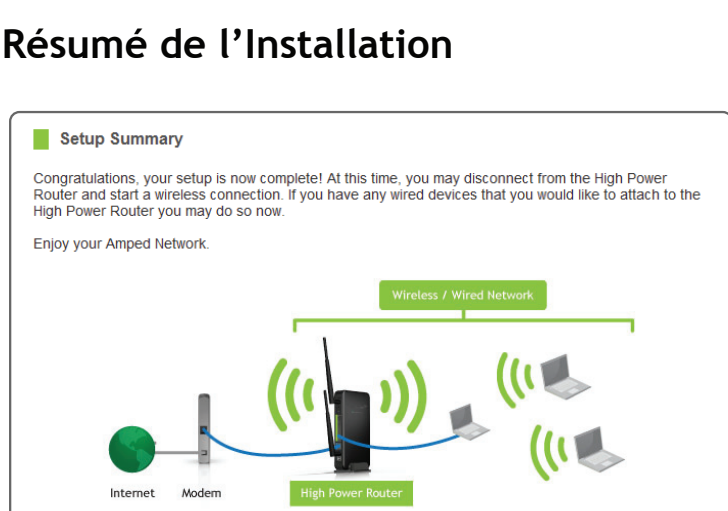 Résumé de l’Installation
Setup Summary
Congratulations, your setup is now complete! At this time, you may disconnect from the High Power
Router and start a wireless connection. If you have any wired devices that you would like to attach to the
High Power Router you may do so now.
Enjoy your Amped Network.
Wireless / Wired Network
Internet
Modem
High Power Router